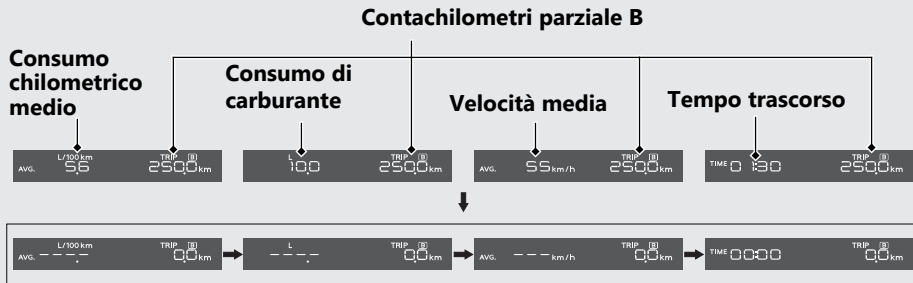 Contachilometri parziale B
Consumo
chilometrico
medio
Consumo di
carburante
Velocità media
Tempo trascorso
AVG. L/100 km 5,6 TRIP B 250,0 km
L 10,0 TRIP B 250,0 km
AVG. 55 km/h TRIP B 250,0 km
TIME 01:30 TRIP B 250,0 km
AVG. L/100 km ---.- TRIP B 0,0 km
L ---.- TRIP B 0,0 km
AVG. --- km/h TRIP B 0,0 km
TIME 00:00 TRIP B 0,0 km